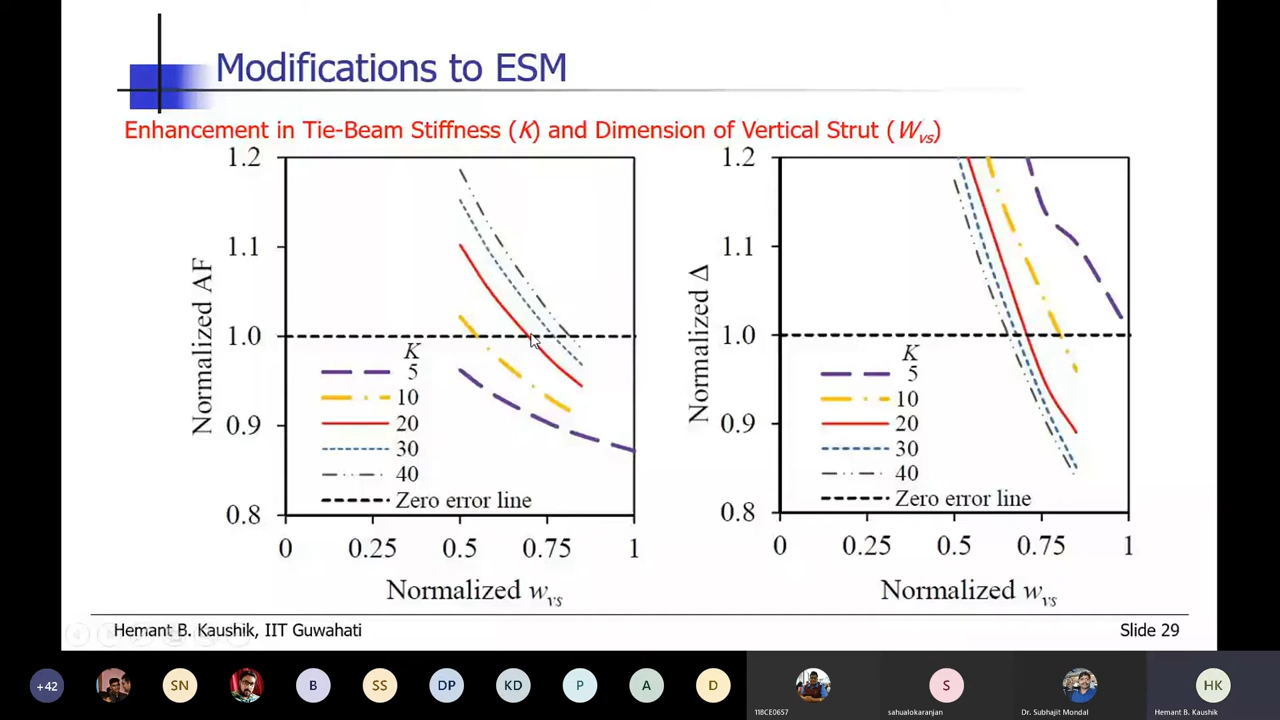 Modifications to ESM
Enhancement in Tie-Beam Stiffness (K) and Dimension of Vertical Strut (Wvs)
1.2
1.1
1.0
0.9
0.8
Normalized AF
K
5
10
20
30
40
Zero error line
0 0.25 0.5 0.75 1
Normalized wvs
1.2
1.1
1.0
0.9
0.8
Normalized Δ
K
5
10
20
30
40
Zero error line
0 0.25 0.5 0.75 1
Normalized wvs
Hemant B. Kaushik, IIT Guwahati
Slide 29
+42
SN
B
SS
DP
KD
P
A
D
118CE0657
S
sahualokaranjan
Dr. Subhajit Mondal
HK
Hemant B. Kaushik